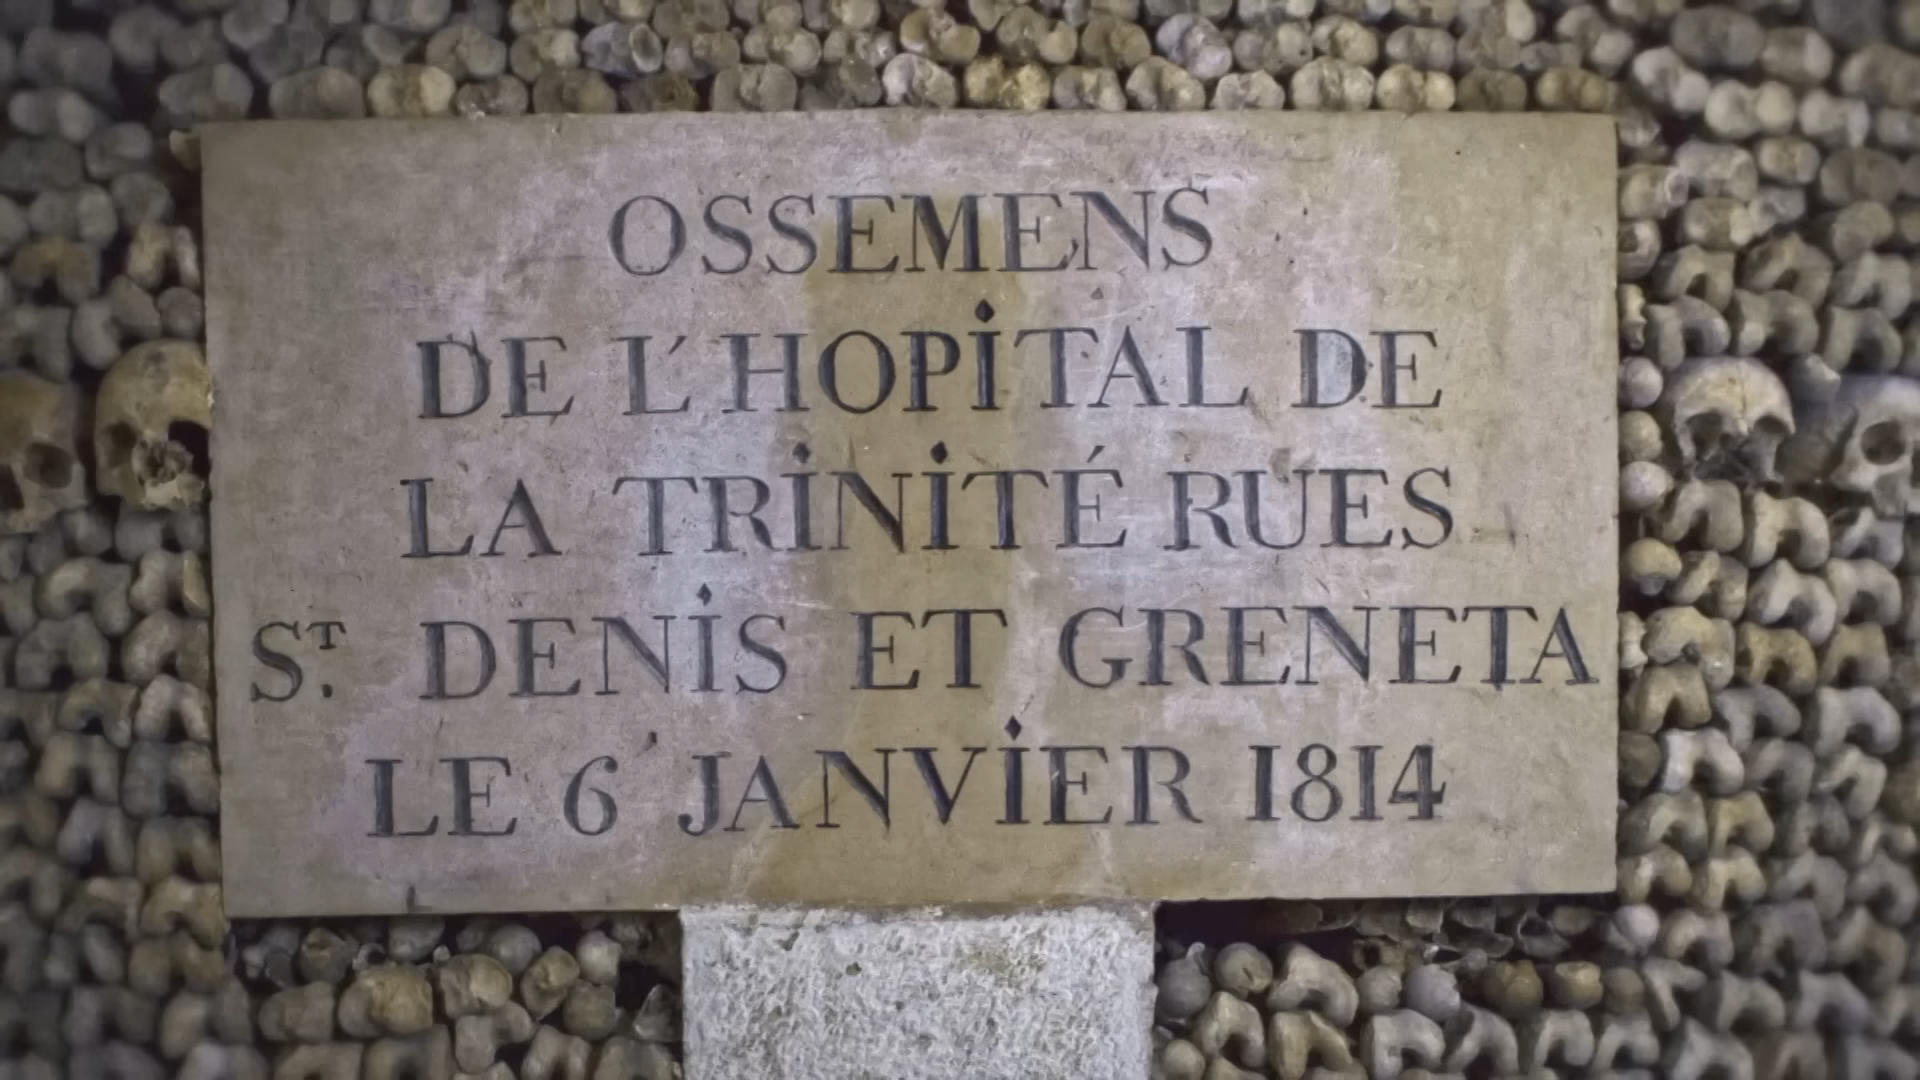 OSSEMENS
DE L'HOPITAL DE
LA TRINITÉ RUES
ST. DENIS ET GRENETA
LE 6 JANVIER 1814